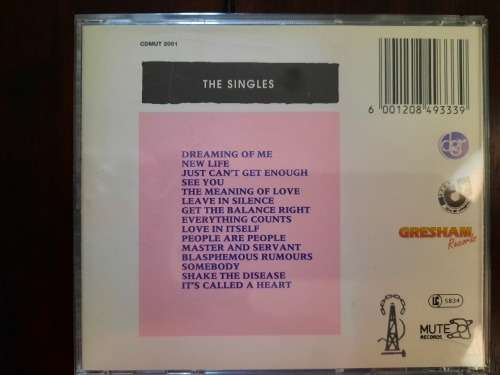 CDMUT 2001
THE SINGLES
6 001208 493339
DREAMING OF ME
NEW LIFE
JUST CAN'T GET ENOUGH
SEE YOU
THE MEANING OF LOVE
LEAVE IN SILENCE
GET THE BALANCE RIGHT
EVERYTHING COUNTS
LOVE IN ITSELF
PEOPLE ARE PEOPLE
MASTER AND SERVANT
BLASPHEMOUS RUMOURS
SOMEBODY
SHAKE THE DISEASE
IT'S CALLED A HEART
GRESHAM
Records
LC 5834
MUTE
RECORDS